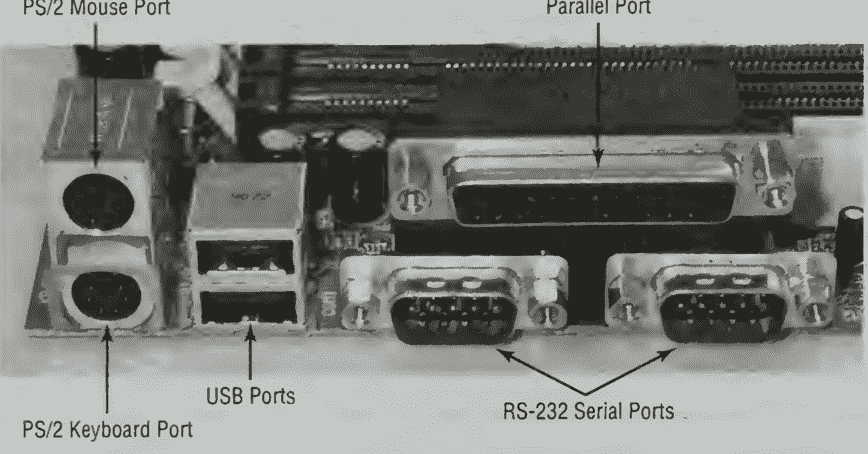 PS/2 Mouse Port
Parallel Port
USB Ports
RS-232 Serial Ports
PS/2 Keyboard Port